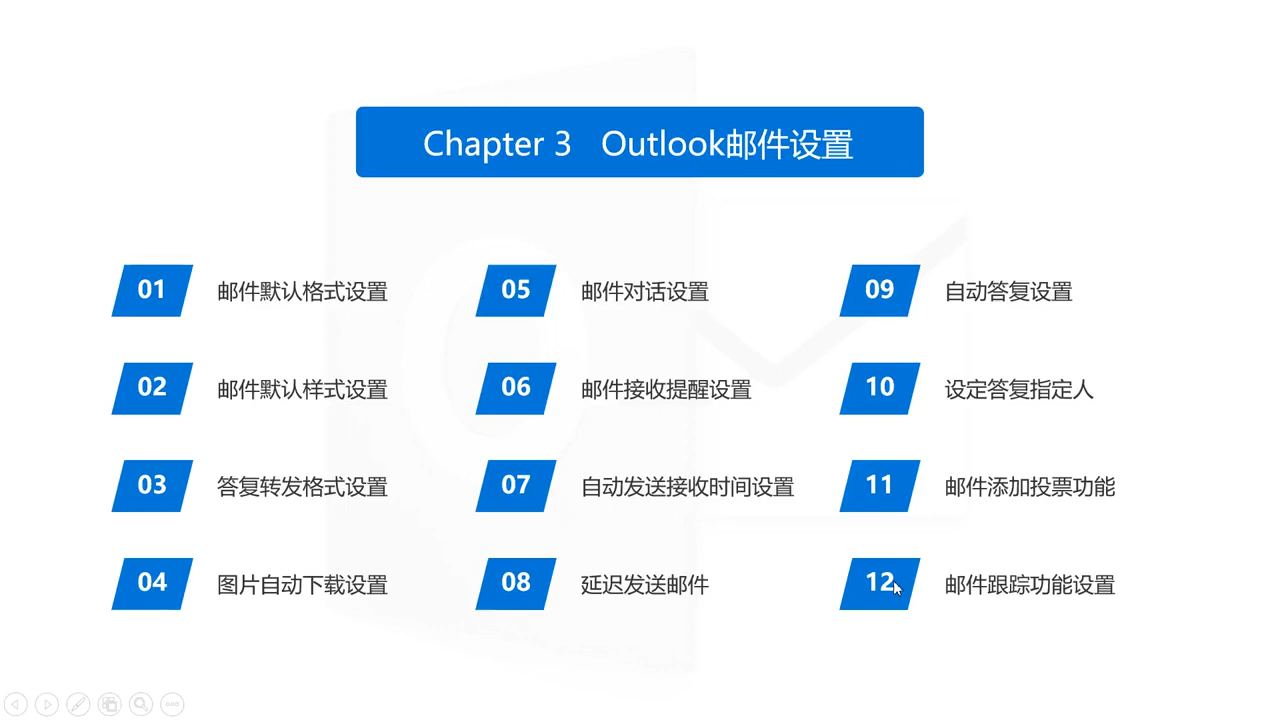 Chapter 3 Outlook邮件设置
01 邮件默认格式设置
02 邮件默认样式设置
03 答复转发格式设置
04 图片自动下载设置
05 邮件对话设置
06 邮件接收提醒设置
07 自动发送接收时间设置
08 延迟发送邮件
09 自动答复设置
10 设定答复指定人
11 邮件添加投票功能
12 邮件跟踪功能设置